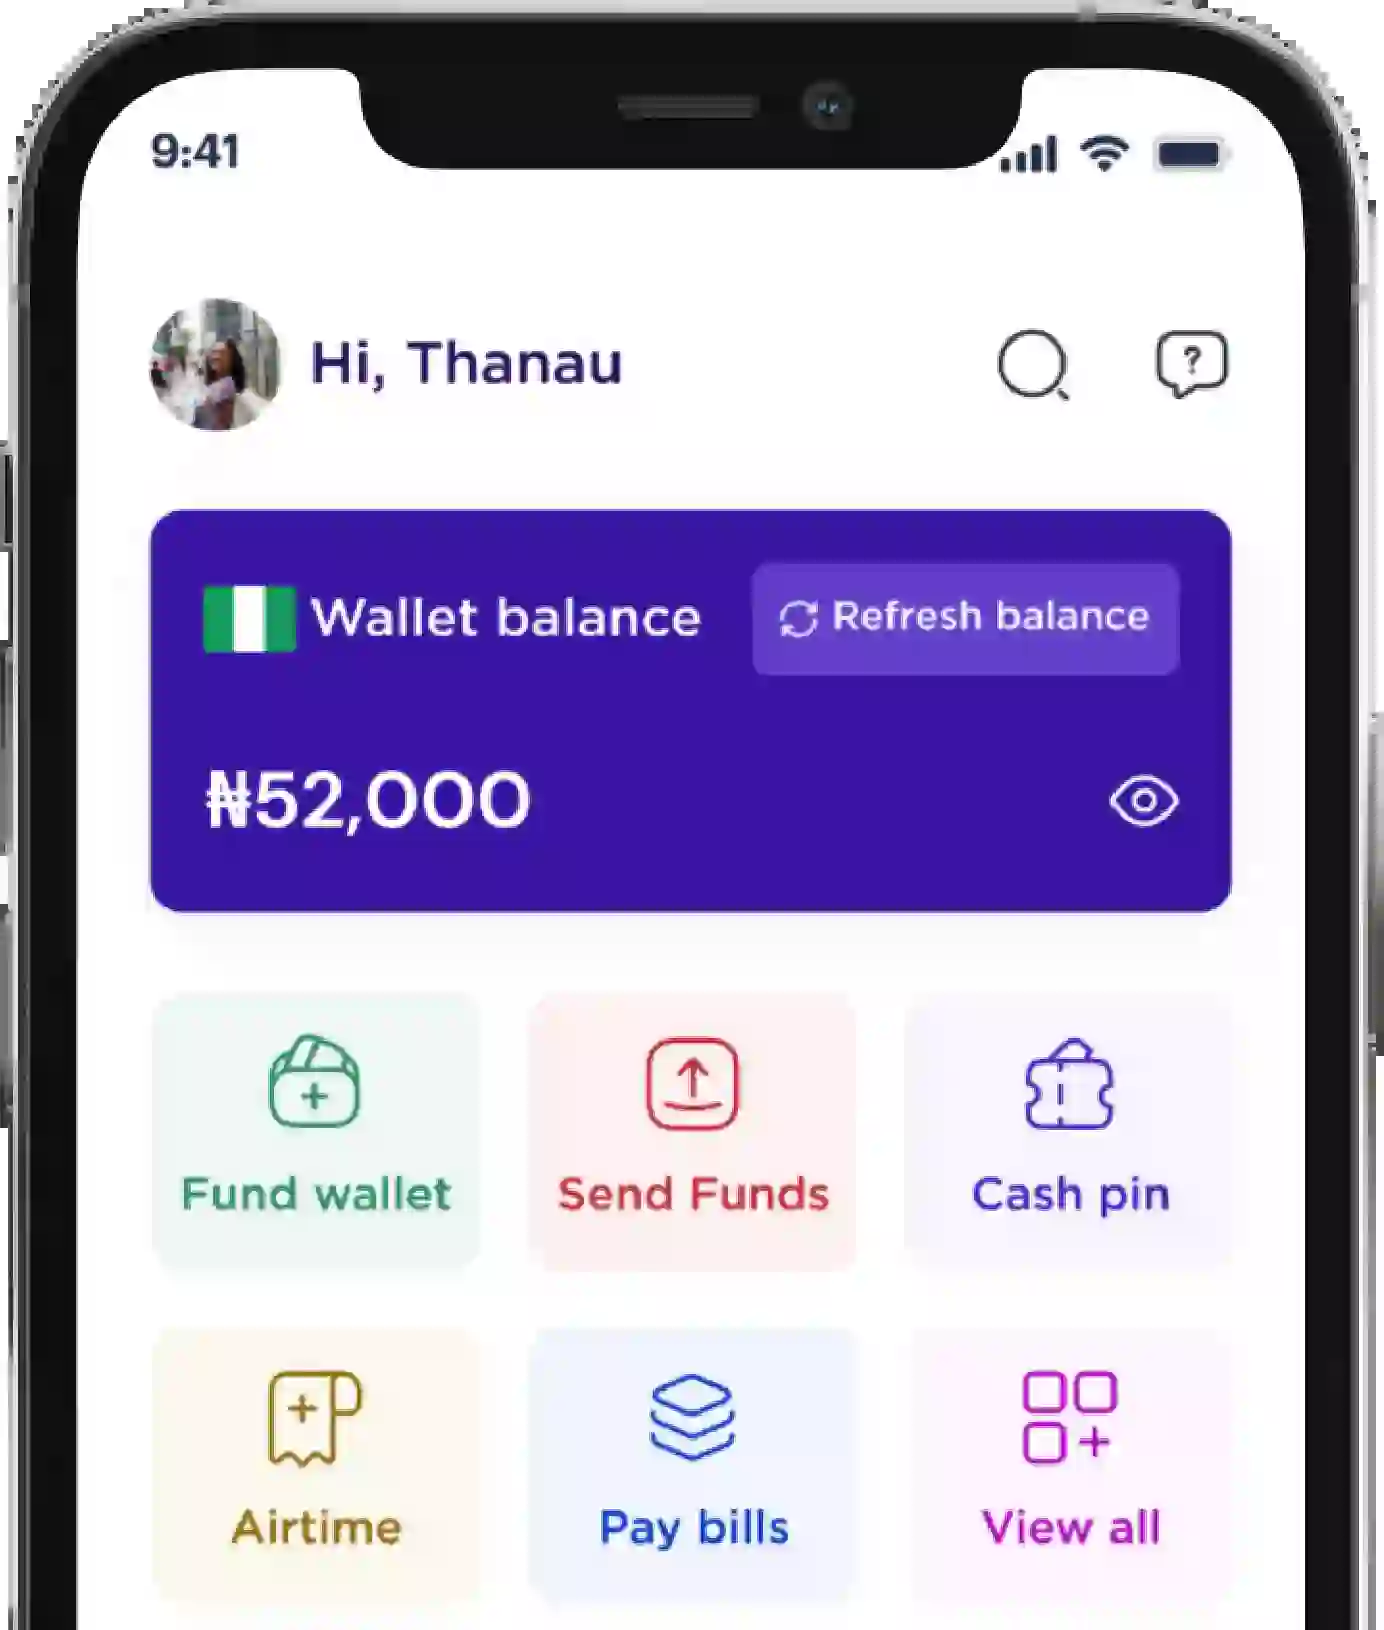 9:41
Hi, Thanau
?
Wallet balance
Refresh balance
₦52,000
Fund wallet
Send Funds
Cash pin
Airtime
Pay bills
View all